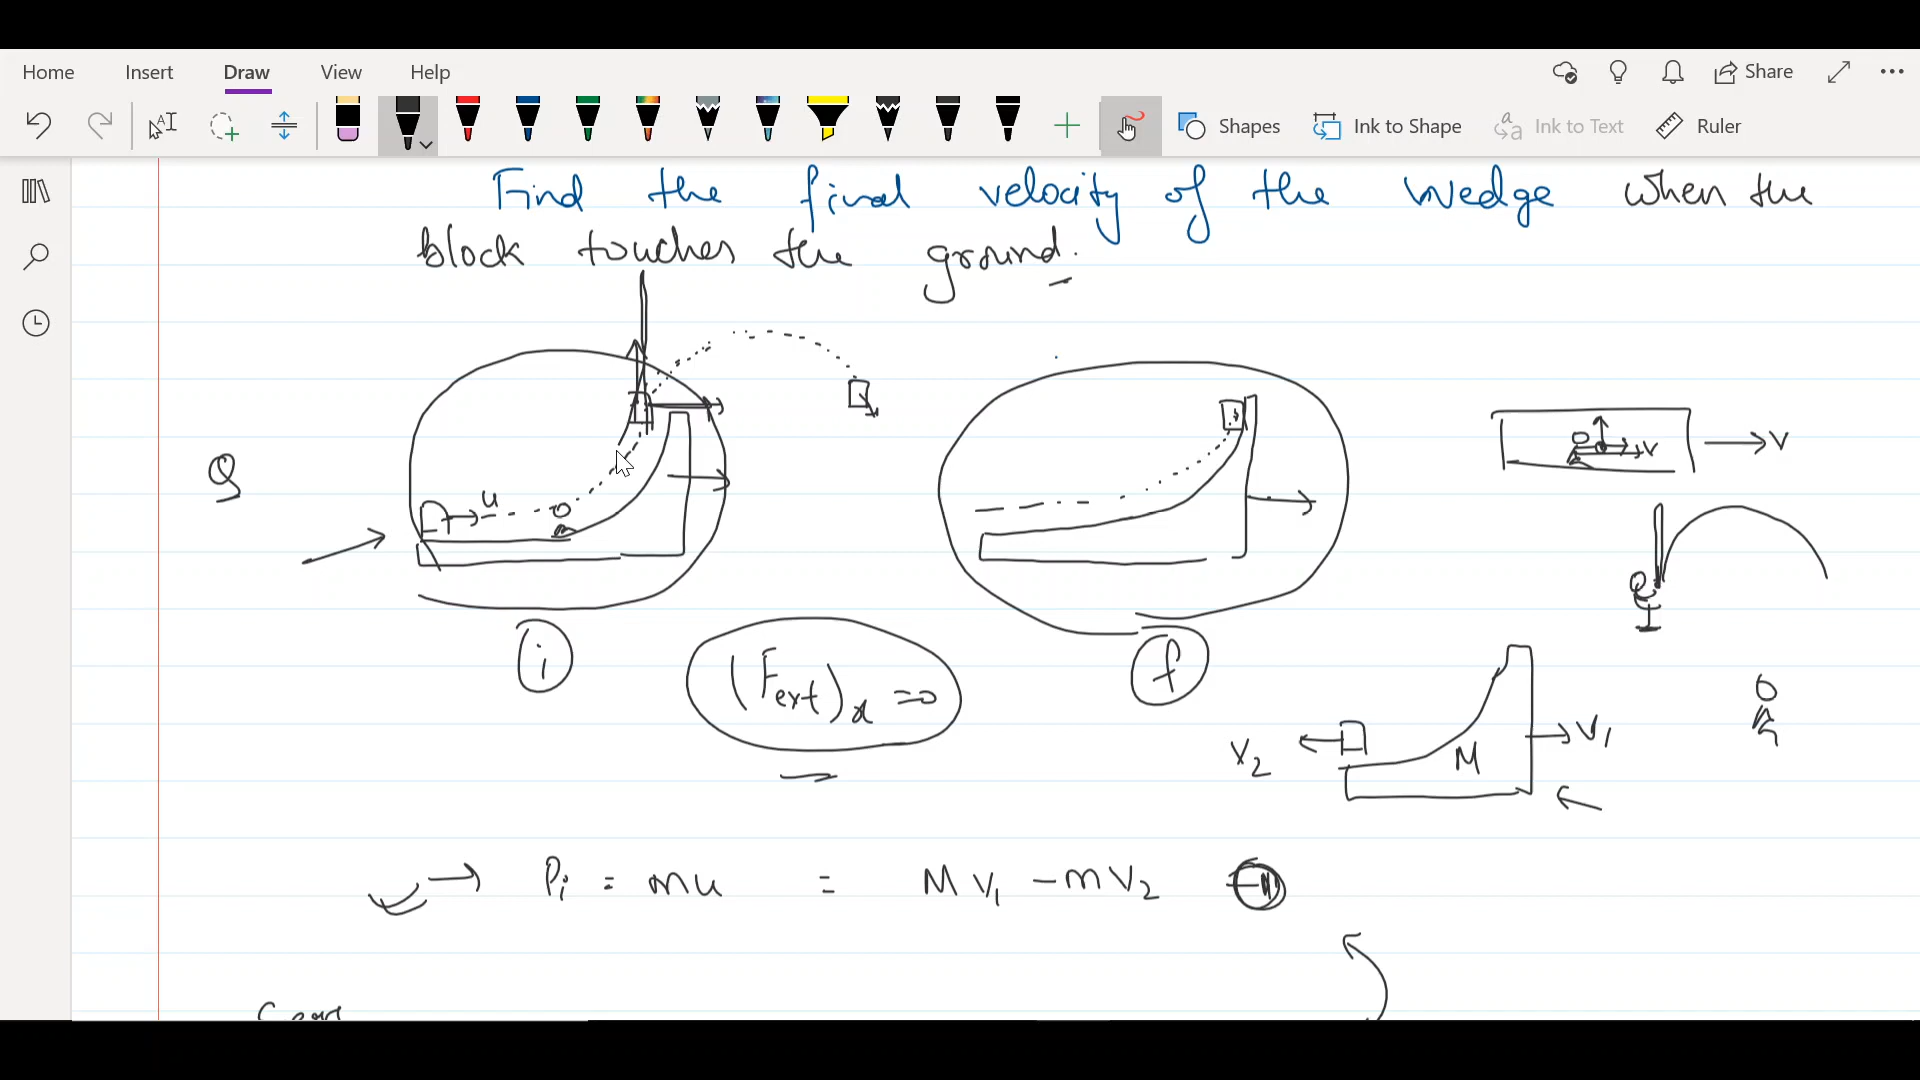 Home Insert Draw View Help Share
Shapes Ink to Shape Ink to Text Ruler
Find the final velocity of the wedge when the
block touches the ground.
u
V
V
Q
i
(Fext)x = 0
f
V2
M
V1
Pi = mu = MV1 - mV2